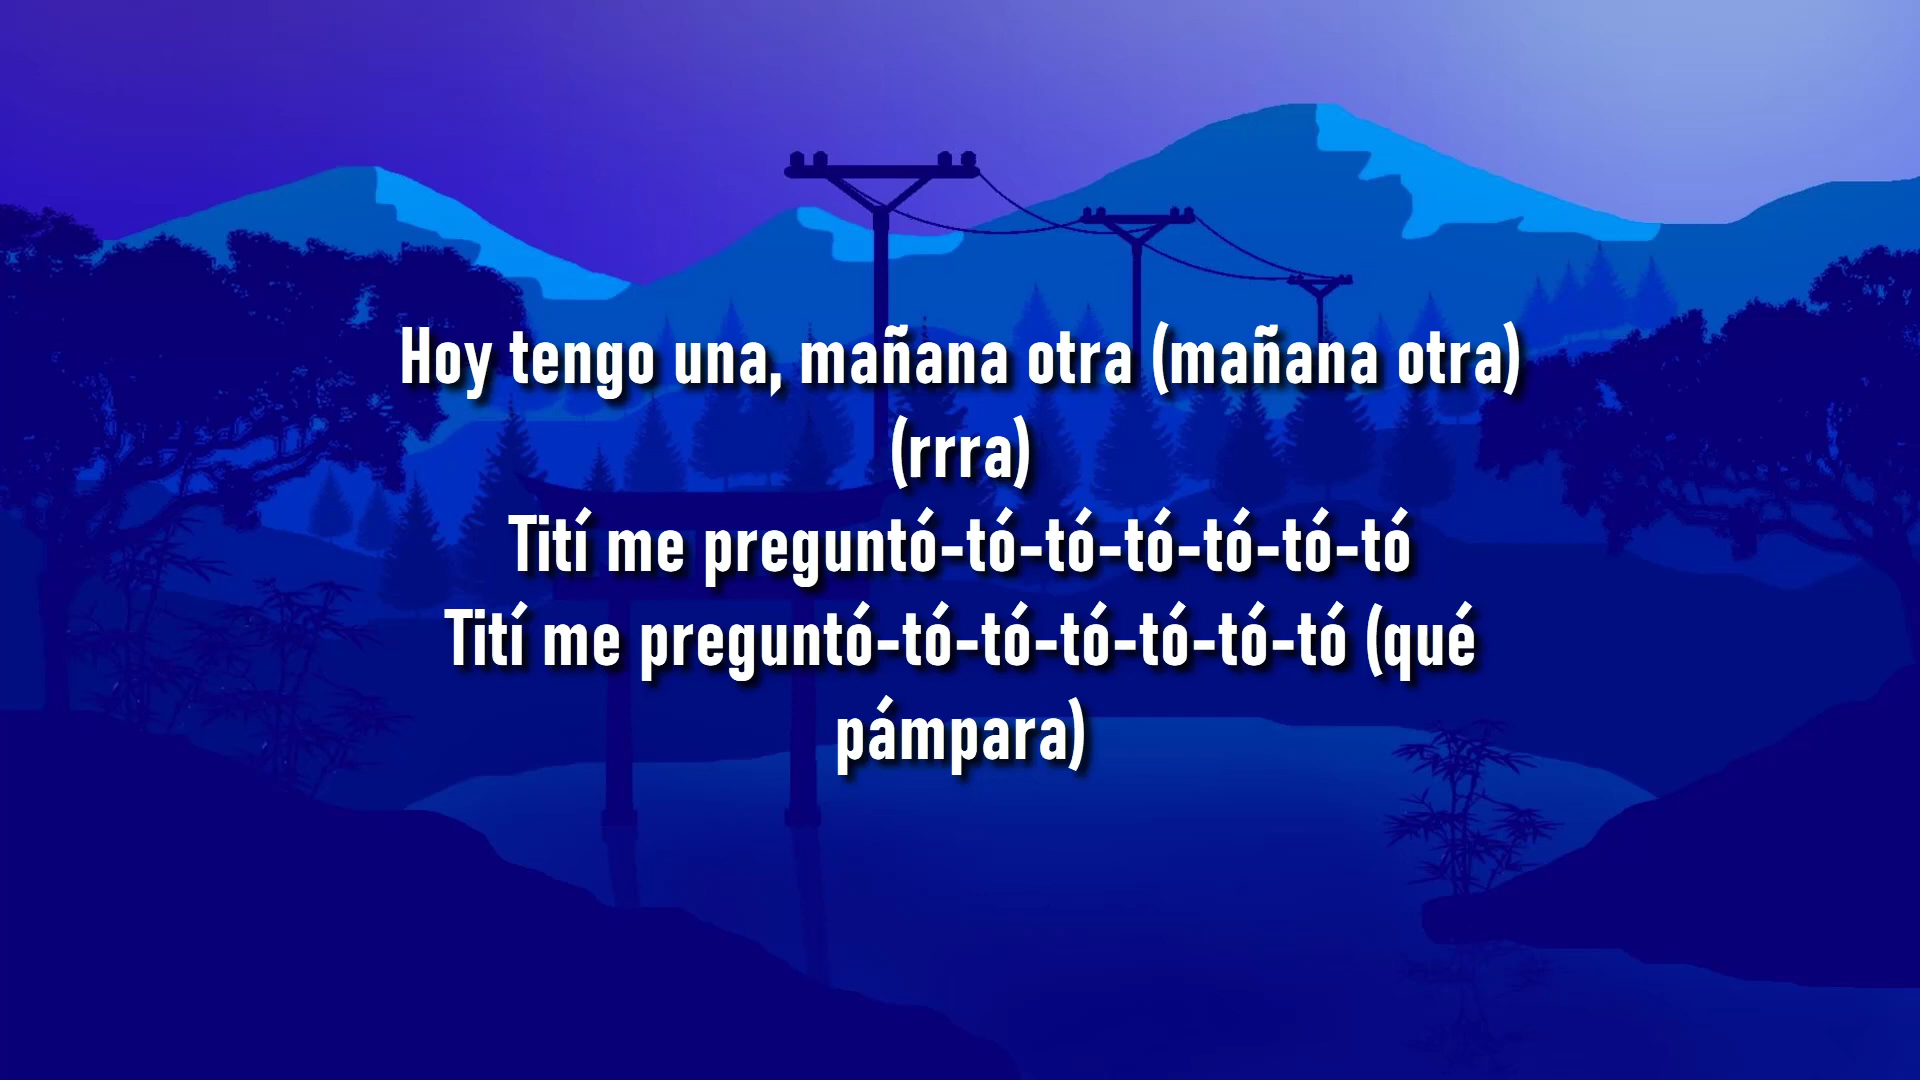 Hoy tengo una, mañana otra (mañana otra)
(rrra)
Tití me preguntó-tó-tó-tó-tó-tó-tó
Tití me preguntó-tó-tó-tó-tó-tó-tó (qué
pámpara)